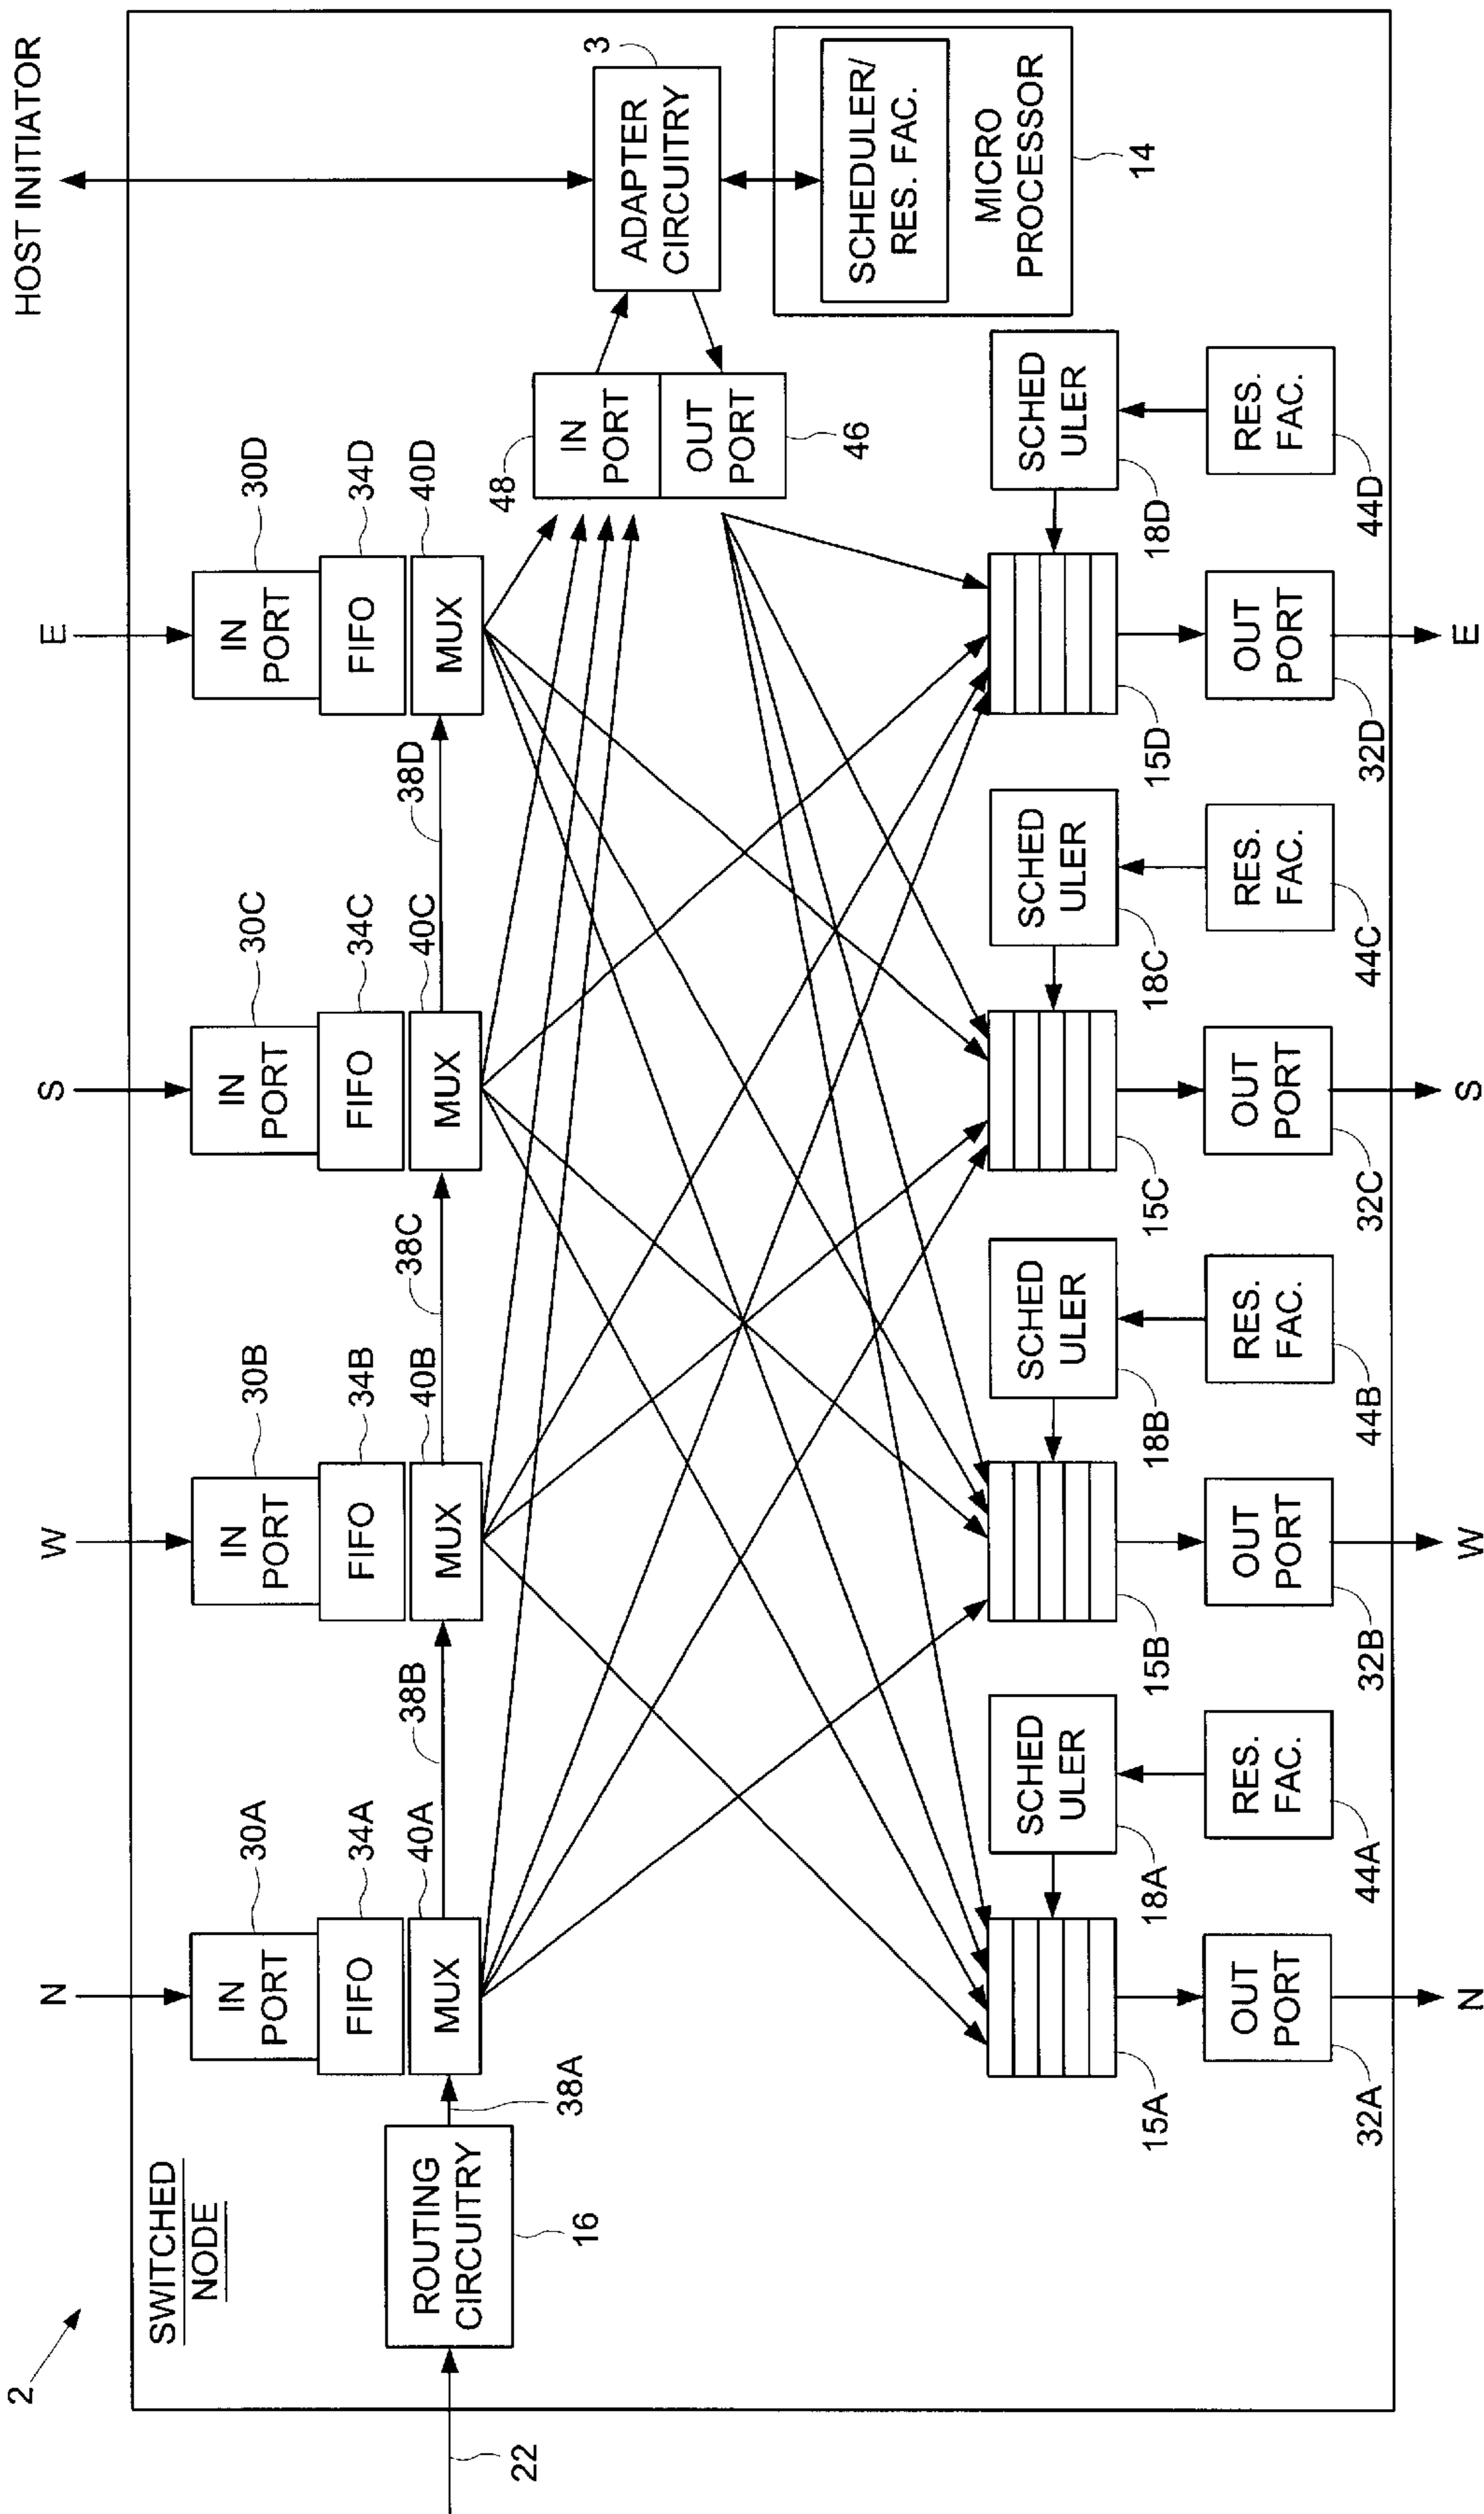 2
SWITCHED
NODE
HOST INITIATOR
N
W
S
E
IN
PORT
30A
FIFO
34A
MUX
40A
IN
PORT
30B
FIFO
34B
MUX
40B
IN
PORT
30C
FIFO
34C
MUX
40C
IN
PORT
30D
FIFO
34D
MUX
40D
22
ROUTING
CIRCUITRY
16
38A
38B
38C
38D
48
IN
PORT
OUT
PORT
46
ADAPTER
CIRCUITRY
3
SCHEDULER/
RES. FAC.
MICRO
PROCESSOR
14
15A
SCHED
ULER
18A
15B
SCHED
ULER
18B
15C
SCHED
ULER
18C
15D
SCHED
ULER
18D
OUT
PORT
32A
RES.
FAC.
44A
OUT
PORT
32B
RES.
FAC.
44B
OUT
PORT
32C
RES.
FAC.
44C
OUT
PORT
32D
RES.
FAC.
44D
N
W
S
E